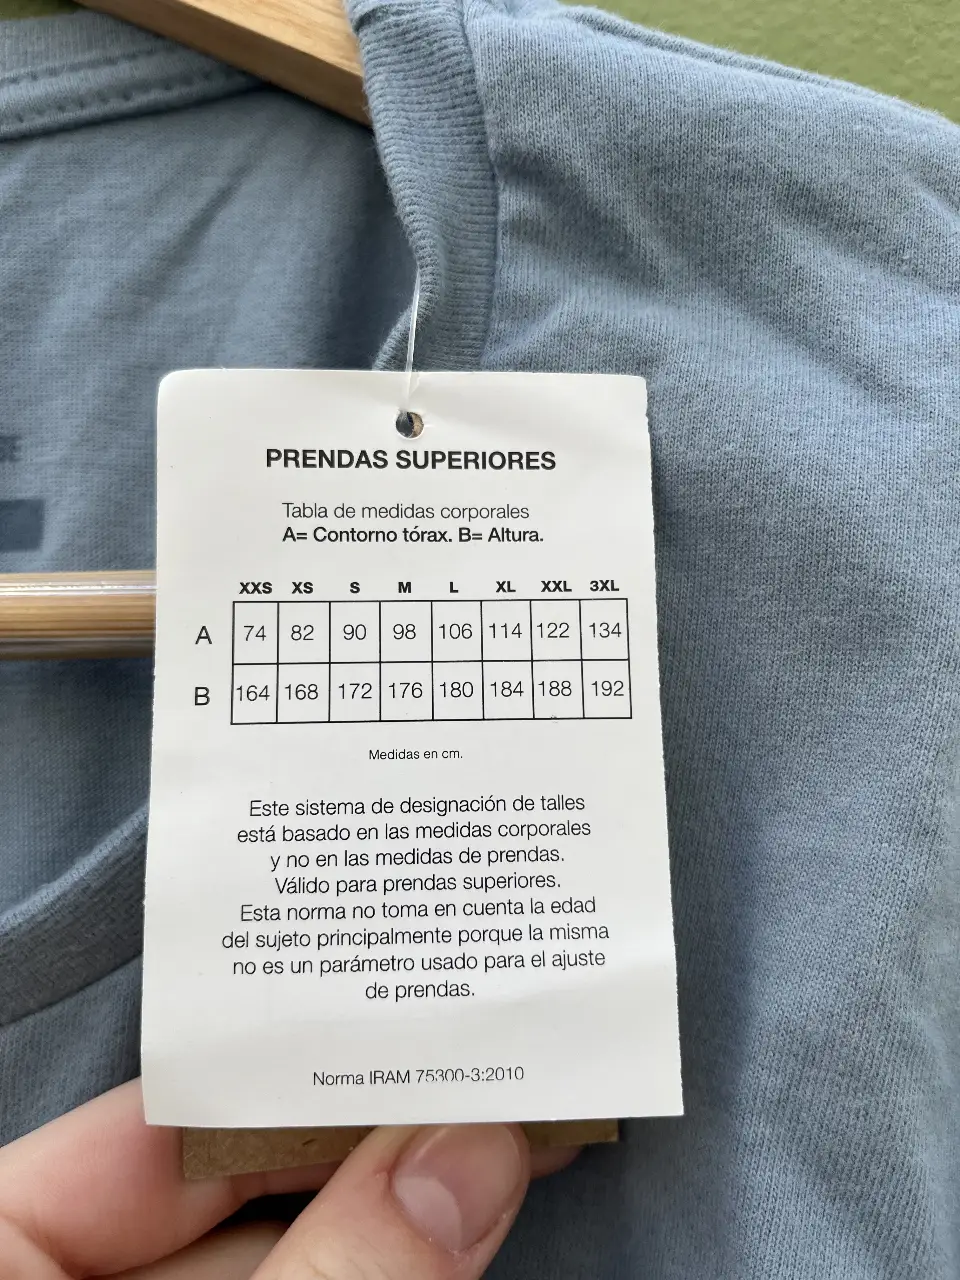 PRENDAS SUPERIORES
Tabla de medidas corporales
A= Contorno tórax. B= Altura.
XXS XS S M L XL XXL 3XL
A 74 82 90 98 106 114 122 134
B 164 168 172 176 180 184 188 192
Medidas en cm.
Este sistema de designación de talles
está basado en las medidas corporales
y no en las medidas de prendas.
Válido para prendas superiores.
Esta norma no toma en cuenta la edad
del sujeto principalmente porque la misma
no es un parámetro usado para el ajuste
de prendas.
Norma IRAM 75300-3:2010